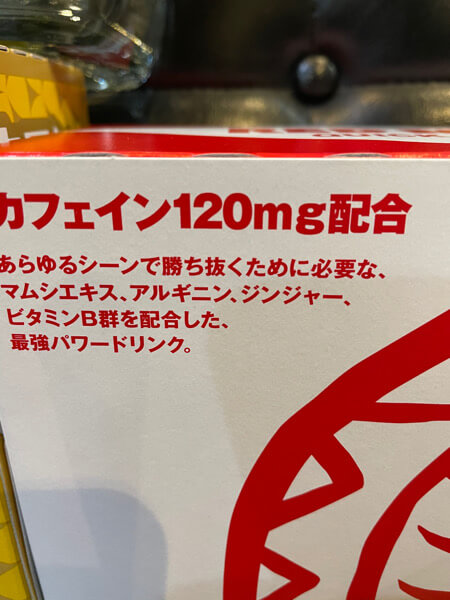 カフェイン120mg配合
あらゆるシーンで勝ち抜くために必要な、
マムシエキス、アルギニン、ジンジャー、
ビタミンB群を配合した、
最強パワードリンク。